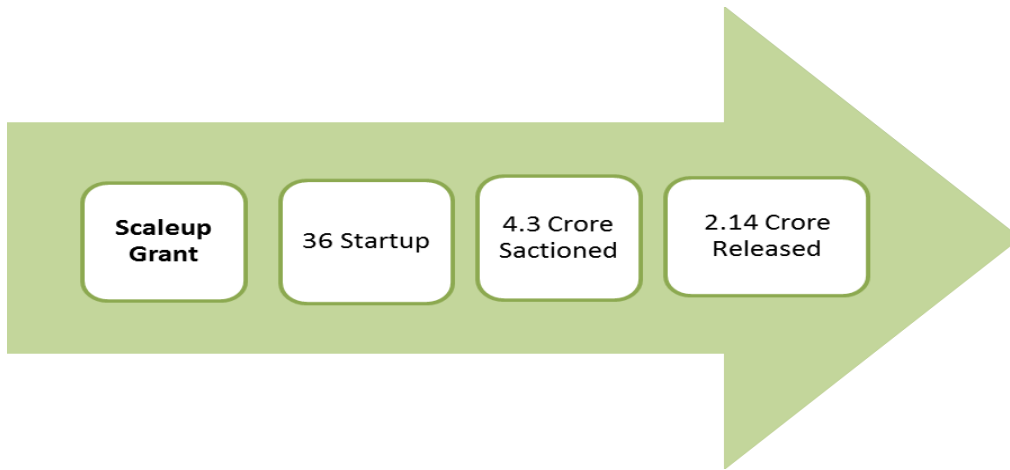 Scaleup
Grant
36 Startup
4.3 Crore
Sactioned
2.14 Crore
Released